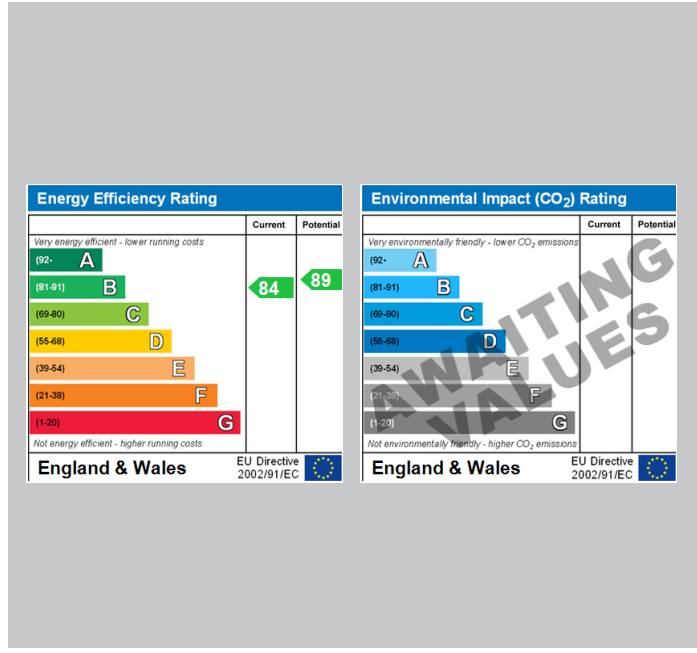 Energy Efficiency Rating
Current Potential
Very energy efficient - lower running costs
(92- A
(81-91) B
(69-80) C
(55-68) D
(39-54) E
(21-38) F
(1-20) G
84
89
Not energy efficient - higher running costs
England & Wales
EU Directive
2002/91/EC
Environmental Impact (CO₂) Rating
Current Potential
Very environmentally friendly - lower CO₂ emissions
(92- A
(81-91) B
(69-80) C
(55-68) D
(39-54) E
(21-38) F
(1-20) G
AWAITING
VALUES
Not environmentally friendly - higher CO₂ emissions
England & Wales
EU Directive
2002/91/EC